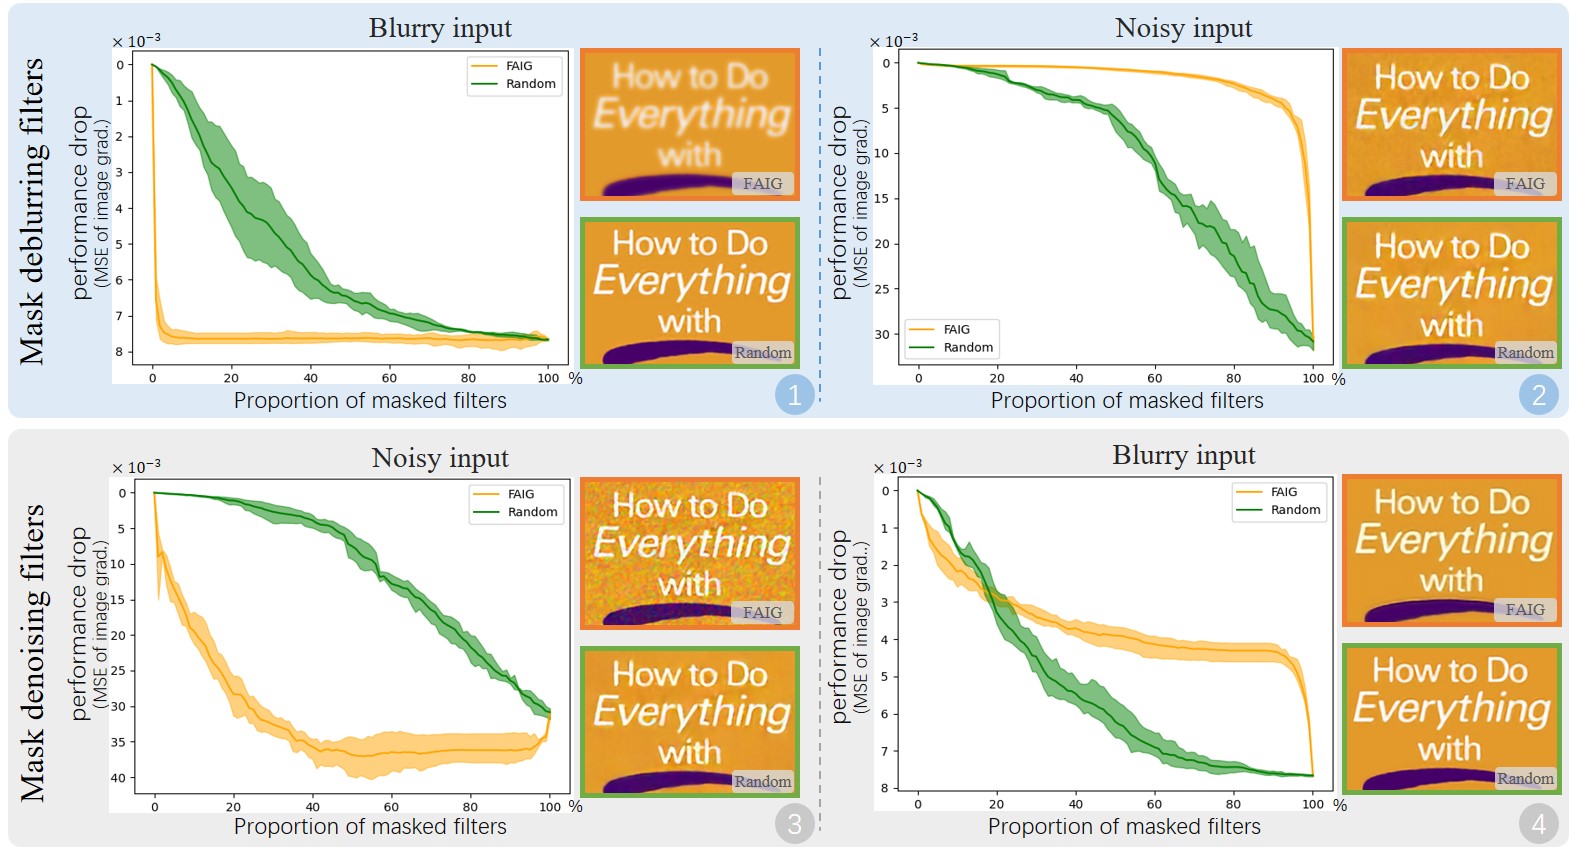 Mask deblurring filters
Blurry input
× 10⁻³
performance drop
(MSE of image grad.)
0
1
2
3
4
5
6
7
8
0 20 40 60 80 100 %
Proportion of masked filters
FAIG
Random
How to Do
Everything
with
FAIG
How to Do
Everything
with
Random
1
Noisy input
× 10⁻³
performance drop
(MSE of image grad.)
0
5
10
15
20
25
30
0 20 40 60 80 100 %
Proportion of masked filters
FAIG
Random
How to Do
Everything
with
FAIG
How to Do
Everything
with
Random
2
Mask denoising filters
Noisy input
× 10⁻³
performance drop
(MSE of image grad.)
0
5
10
15
20
25
30
35
40
0 20 40 60 80 100 %
Proportion of masked filters
FAIG
Random
How to Do
Everything
with
FAIG
How to Do
Everything
with
Random
3
Blurry input
× 10⁻³
performance drop
(MSE of image grad..)
0
1
2
3
4
5
6
7
8
0 20 40 60 80 100 %
Proportion of masked filters
FAIG
Random
How to Do
Everything
with
FAIG
How to Do
Everything
with
Random
4